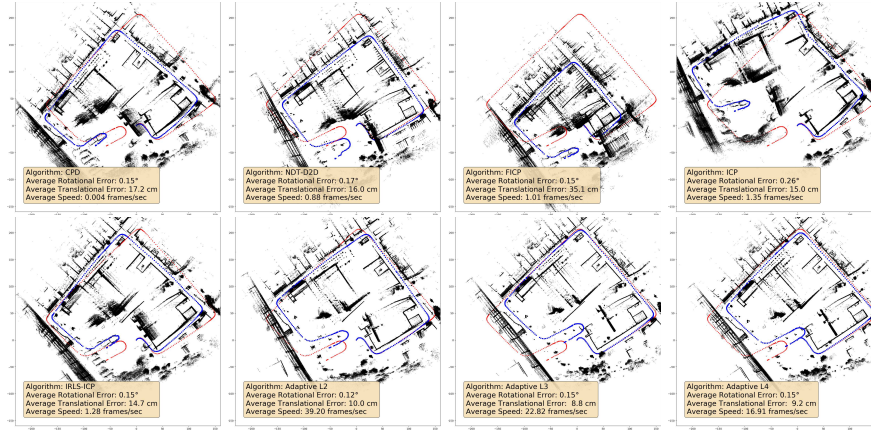 Algorithm: CPD
Average Rotational Error: 0.15°
Average Translational Error: 17.2 cm
Average Speed: 0.004 frames/sec
Algorithm: NDT-D2D
Average Rotational Error: 0.17°
Average Translational Error: 16.0 cm
Average Speed: 0.88 frames/sec
Algorithm: FICP
Average Rotational Error: 0.15°
Average Translational Error: 35.1 cm
Average Speed: 1.01 frames/sec
Algorithm: ICP
Average Rotational Error: 0.26°
Average Translational Error: 15.0 cm
Average Speed: 1.35 frames/sec
Algorithm: IRLS-ICP
Average Rotational Error: 0.15°
Average Translational Error: 14.7 cm
Average Speed: 1.28 frames/sec
Algorithm: Adaptive L2
Average Rotational Error: 0.12°
Average Translational Error: 10.0 cm
Average Speed: 39.20 frames/sec
Algorithm: Adaptive L3
Average Rotational Error: 0.15°
Average Translational Error: 8.8 cm
Average Speed: 22.82 frames/sec
Algorithm: Adaptive L4
Average Rotational Error: 0.15°
Average Translational Error: 9.2 cm
Average Speed: 16.91 frames/sec